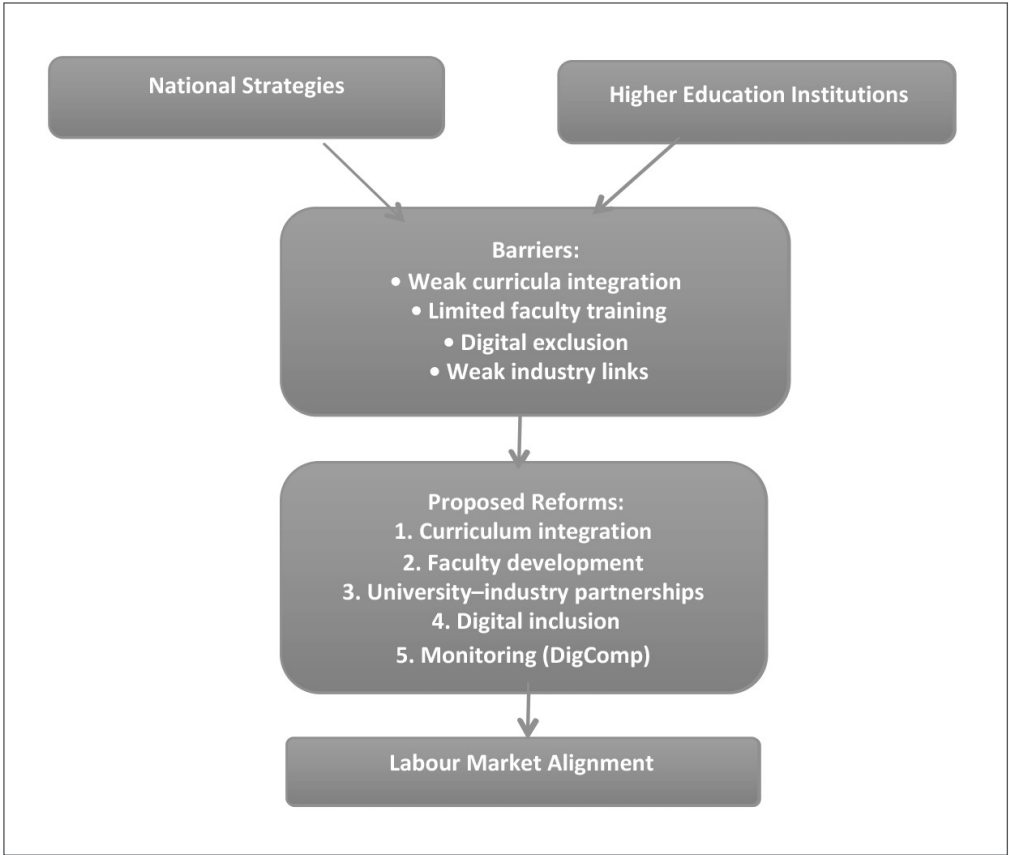 National Strategies
Higher Education Institutions
Barriers:
• Weak curricula integration
• Limited faculty training
• Digital exclusion
• Weak industry links
Proposed Reforms:
1. Curriculum integration
2. Faculty development
3. University–industry partnerships
4. Digital inclusion
5. Monitoring (DigComp)
Labour Market Alignment